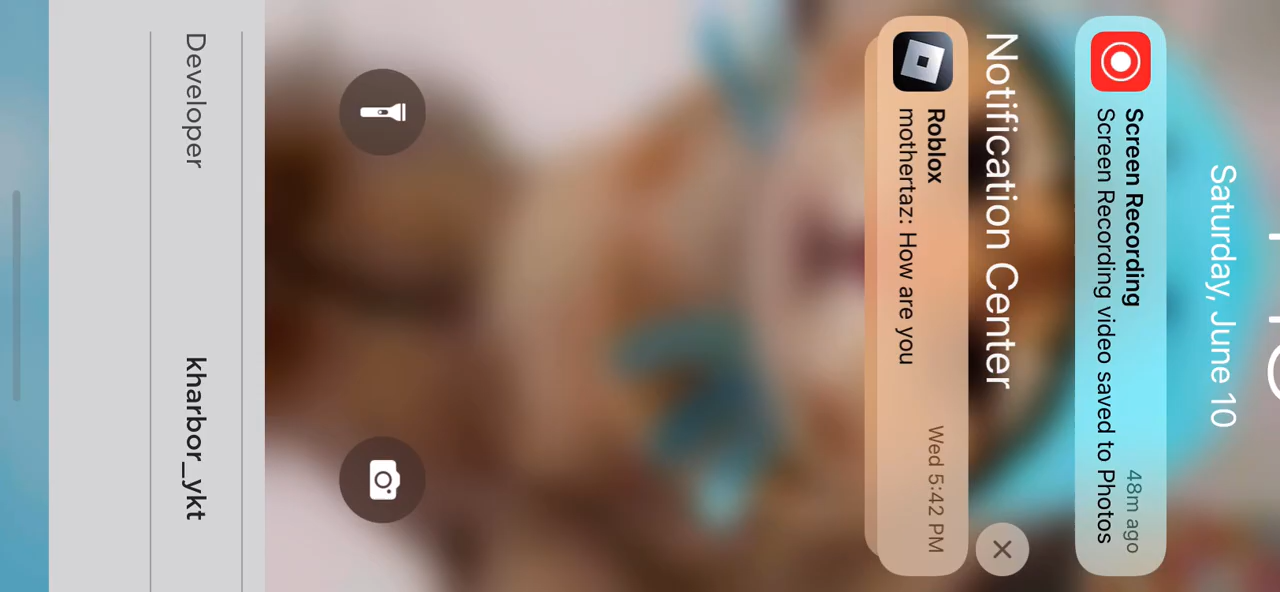 Saturday, June 10
Screen Recording
48m ago
Screen Recording video saved to Photos
Notification Center
Roblox
Wed 5:42 PM
mothertaz: How are you
Developer
kharbor_ykt